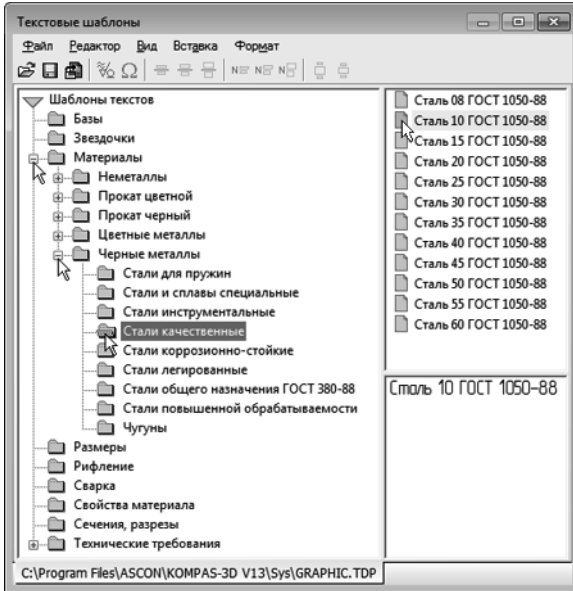 Текстовые шаблоны
Файл Редактор Вид Вставка Формат
Шаблоны текстов
Базы
Звездочки
Материалы
Неметаллы
Прокат цветной
Прокат черный
Цветные металлы
Черные металлы
Стали для пружин
Стали и сплавы специальные
Стали инструментальные
Стали качественные
Стали коррозионно-стойкие
Стали легированные
Стали общего назначения ГОСТ 380-88
Стали повышенной обрабатываемости
Чугуны
Размеры
Рифление
Сварка
Свойства материала
Сечения, разрезы
Технические требования
Сталь 08 ГОСТ 1050-88
Сталь 10 ГОСТ 1050-88
Сталь 15 ГОСТ 1050-88
Сталь 20 ГОСТ 1050-88
Сталь 25 ГОСТ 1050-88
Сталь 30 ГОСТ 1050-88
Сталь 35 ГОСТ 1050-88
Сталь 40 ГОСТ 1050-88
Сталь 45 ГОСТ 1050-88
Сталь 50 ГОСТ 1050-88
Сталь 55 ГОСТ 1050-88
Сталь 60 ГОСТ 1050-88
Сталь 10 ГОСТ 1050-88
C:\Program Files\ASCON\KOMPAS-3D V13\Sys\GRAPHIC.TDP